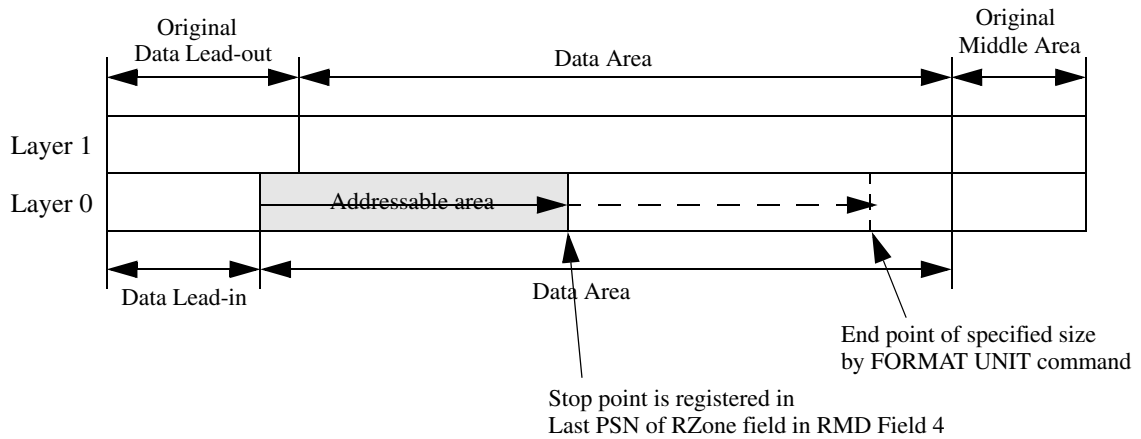 Original
Data Lead-out
Original
Middle Area
Data Area
Layer 1
Layer 0
Addressable area
Data Lead-in
Data Area
End point of specified size
by FORMAT UNIT command
Stop point is registered in
Last PSN of RZone field in RMD Field 4